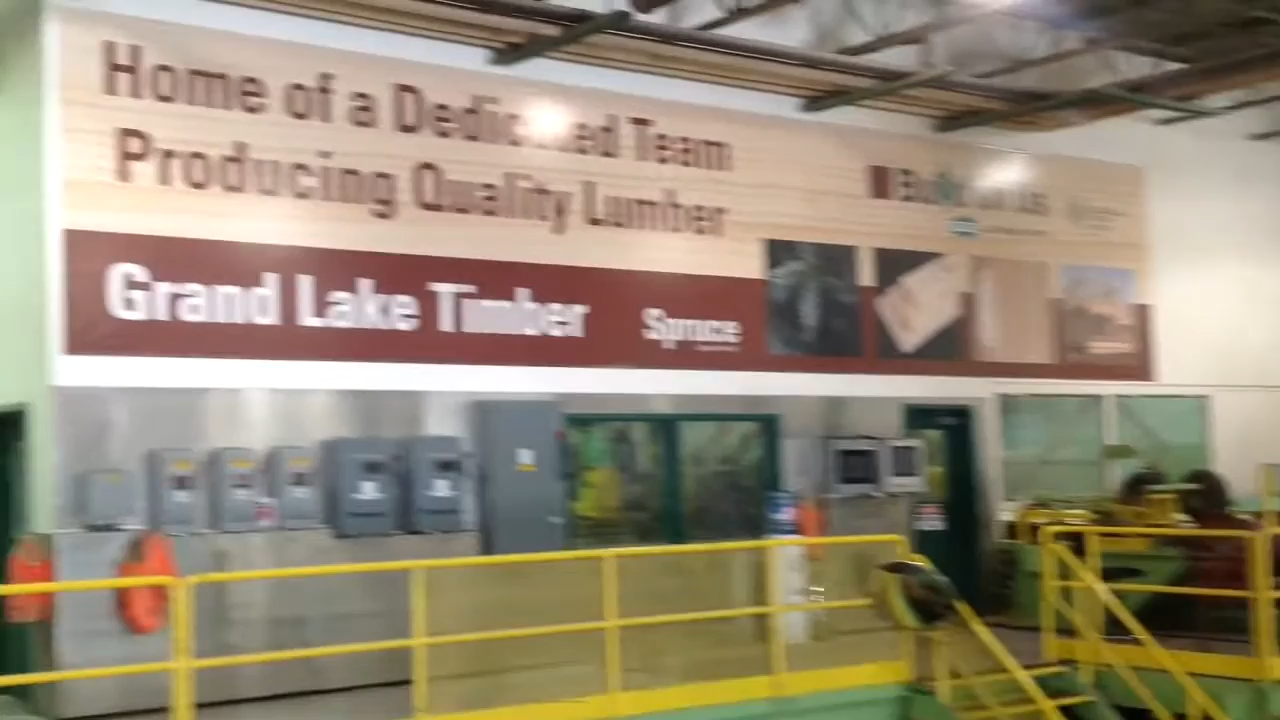 Home of a Dedicated Team
Producing Quality Lumber
Grand Lake Timber
Spruce